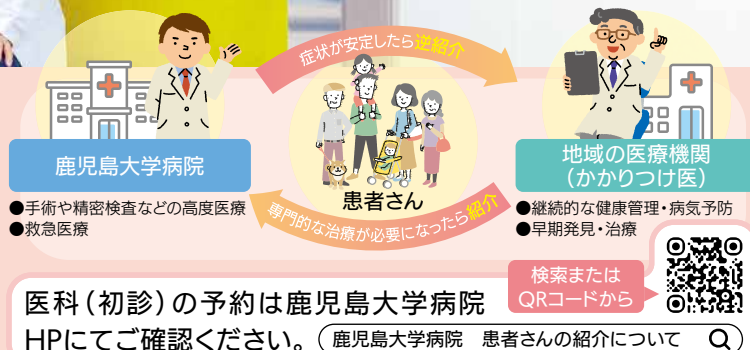 症状が安定したら逆紹介
鹿児島大学病院
●手術や精密検査などの高度医療
●救急医療
患者さん
地域の医療機関
（かかりつけ医）
●継続的な健康管理・病気予防
●早期発見・治療
専門的な治療が必要になったら紹介
検索または
QRコードから
医科（初診）の予約は鹿児島大学病院
HPにてご確認ください。
鹿児島大学病院　患者さんの紹介について